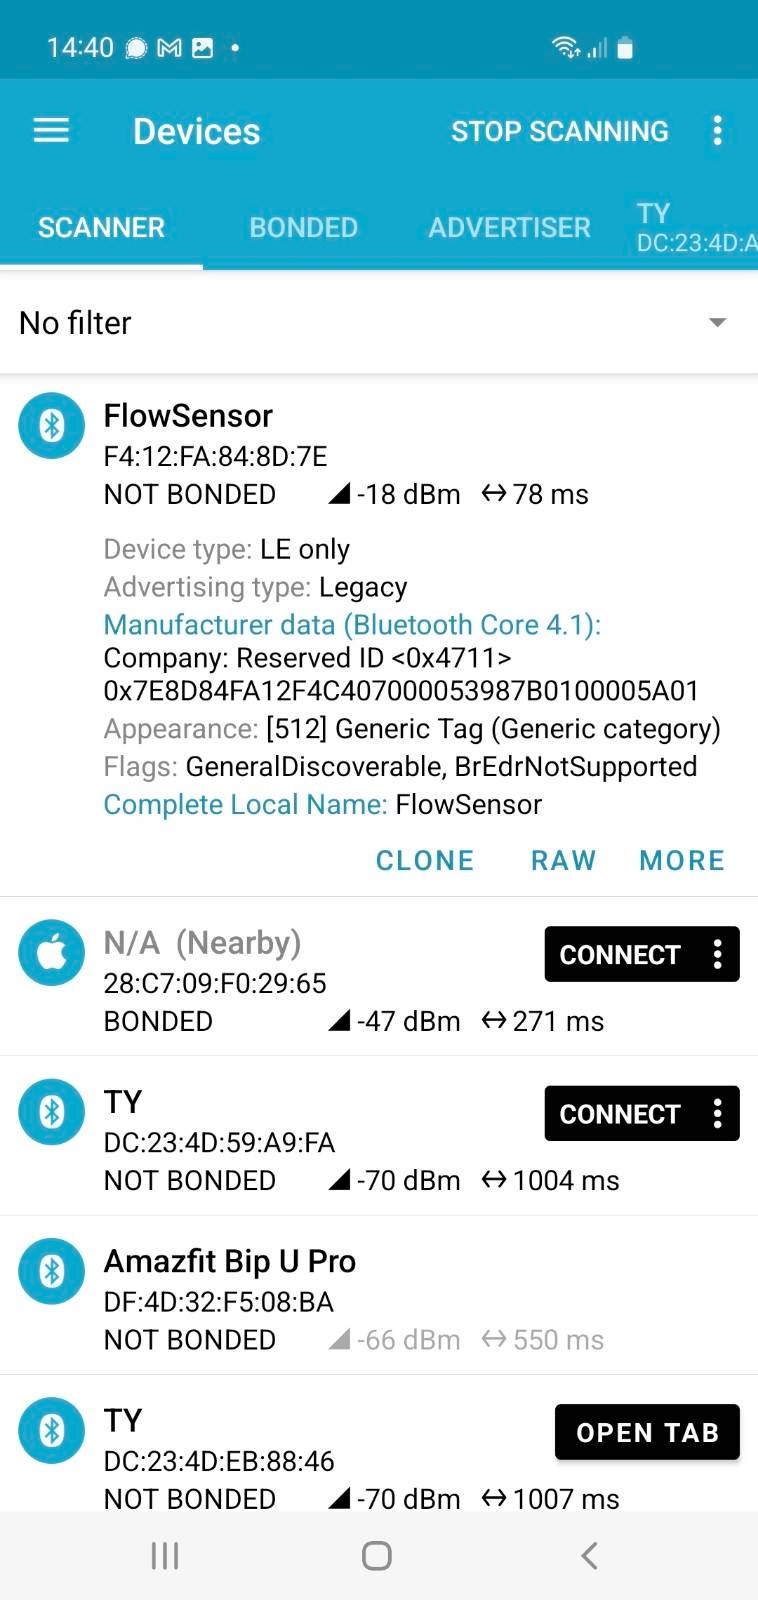 14:40
Devices STOP SCANNING
SCANNER BONDED ADVERTISER TY
DC:23:4D:A
No filter
FlowSensor
F4:12:FA:84:8D:7E
NOT BONDED -18 dBm 78 ms
Device type: LE only
Advertising type: Legacy
Manufacturer data (Bluetooth Core 4.1):
Company: Reserved ID <0x4711>
0x7E8D84FA12F4C407000053987B0100005A01
Appearance: [512] Generic Tag (Generic category)
Flags: GeneralDiscoverable, BrEdrNotSupported
Complete Local Name: FlowSensor
CLONE RAW MORE
N/A (Nearby) CONNECT
28:C7:09:F0:29:65
BONDED -47 dBm 271 ms
TY CONNECT
DC:23:4D:59:A9:FA
NOT BONDED -70 dBm 1004 ms
Amazfit Bip U Pro
DF:4D:32:F5:08:BA
NOT BONDED -66 dBm 550 ms
TY OPEN TAB
DC:23:4D:EB:88:46
NOT BONDED -70 dBm 1007 ms